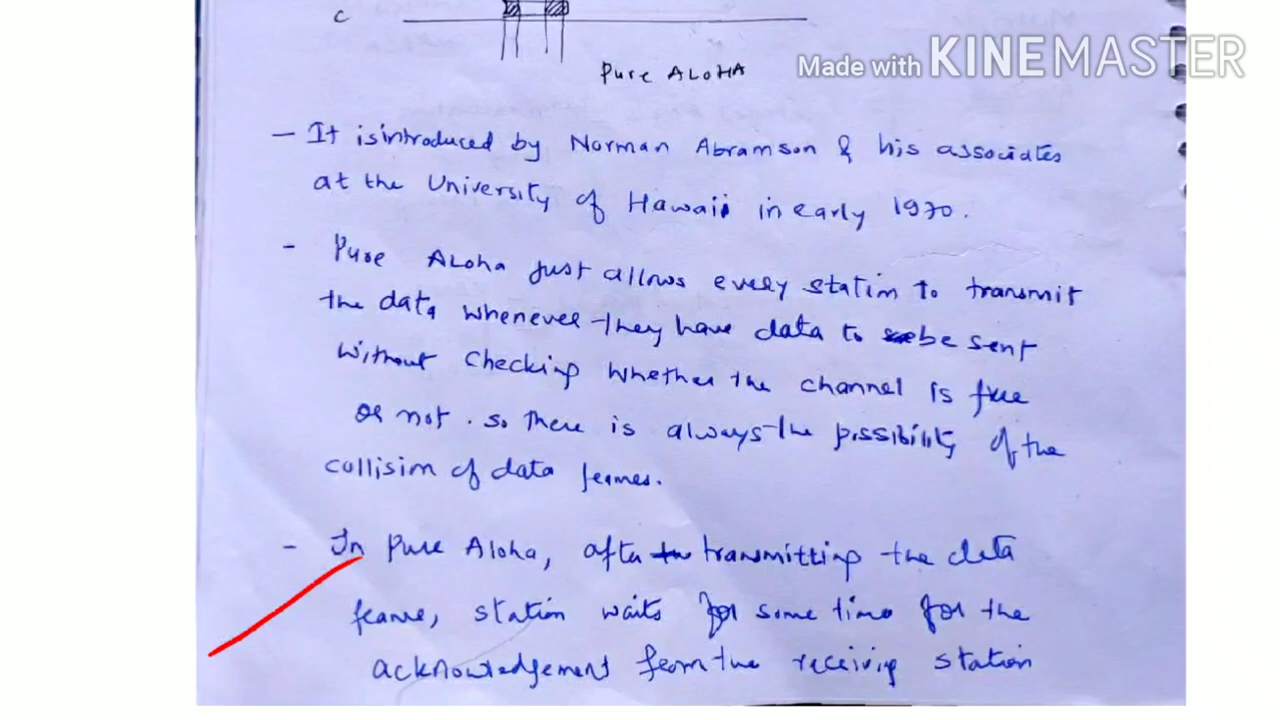 C
Pure ALOHA
Made with KINEMASTER
- It is introduced by Norman Abramson & his associates
at the University of Hawaii in early 1970.
- Pure ALOHA just allows every station to transmit
the data whenever they have data to be sent
without checking whether the channel is free
or not. so there is always the possibility of the
collision of data frames.
- In Pure Aloha, after transmitting the data
frame, station waits for some time for the
acknowledgement from the receiving station